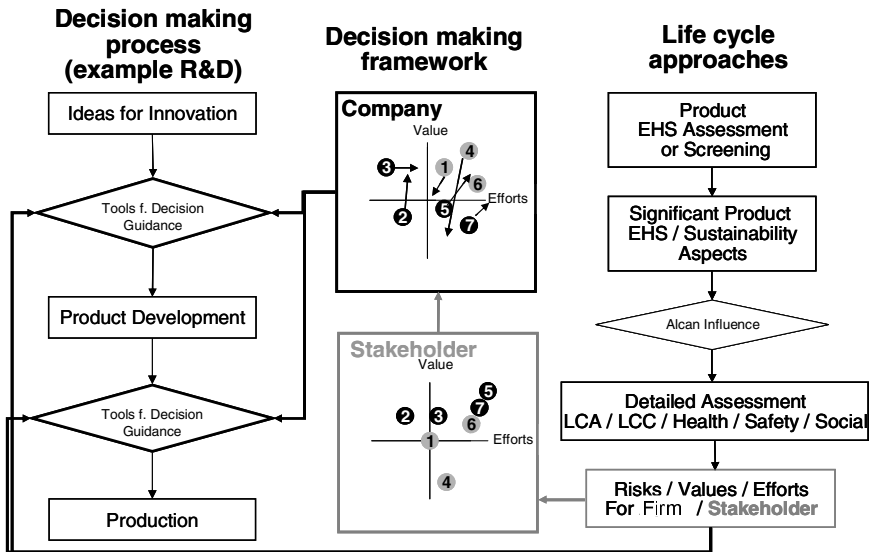 Decision making
process
(example R&D)
Ideas for Innovation
Tools f. Decision
Guidance
Product Development
Tools f. Decision
Guidance
Production
Decision making
framework
Company
Value
4
3
1
6
Efforts
2
5
7
Stakeholder
Value
5
7
2
3
6
1
Efforts
4
Life cycle
approaches
Product
EHS Assessment
or Screening
Significant Product
EHS / Sustainability
Aspects
Alcan Influence
Detailed Assessment
LCA / LCC / Health / Safety / Social
Risks / Values / Efforts
For Firm / Stakeholder